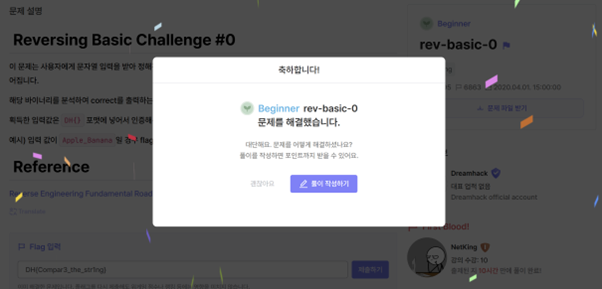 문제 설명
Beginner
Reversing Basic Challenge #0
rev-basic-0
축하합니다!
이 문제는 사용자에게 문자열 입력을 받아 정해
어집니다.
2020.04.01. 15:00:00
해당 바이너리를 분석하여 correct를 출력하는
Beginner rev-basic-0
문제를 해결했습니다.
문제 파일 받기
획득한 입력값은 DH{} 포맷에 넣어서 인증해
예시) 입력 값이 Apple_Banana 일 경우 flag
대단해요. 문제를 어떻게 해결하셨나요?
풀이를 작성하면 포인트까지 받을 수 있어요.
Reference
괜찮아요
풀이 작성하기
Dreamhack
대표 업적 없음
Dreamhack official account
Reverse Engineering Fundamental Road
First Blood!
Flag 입력
NetKing
강의 수강: 10
DH{Compar3_the_str1ng}
제출하기